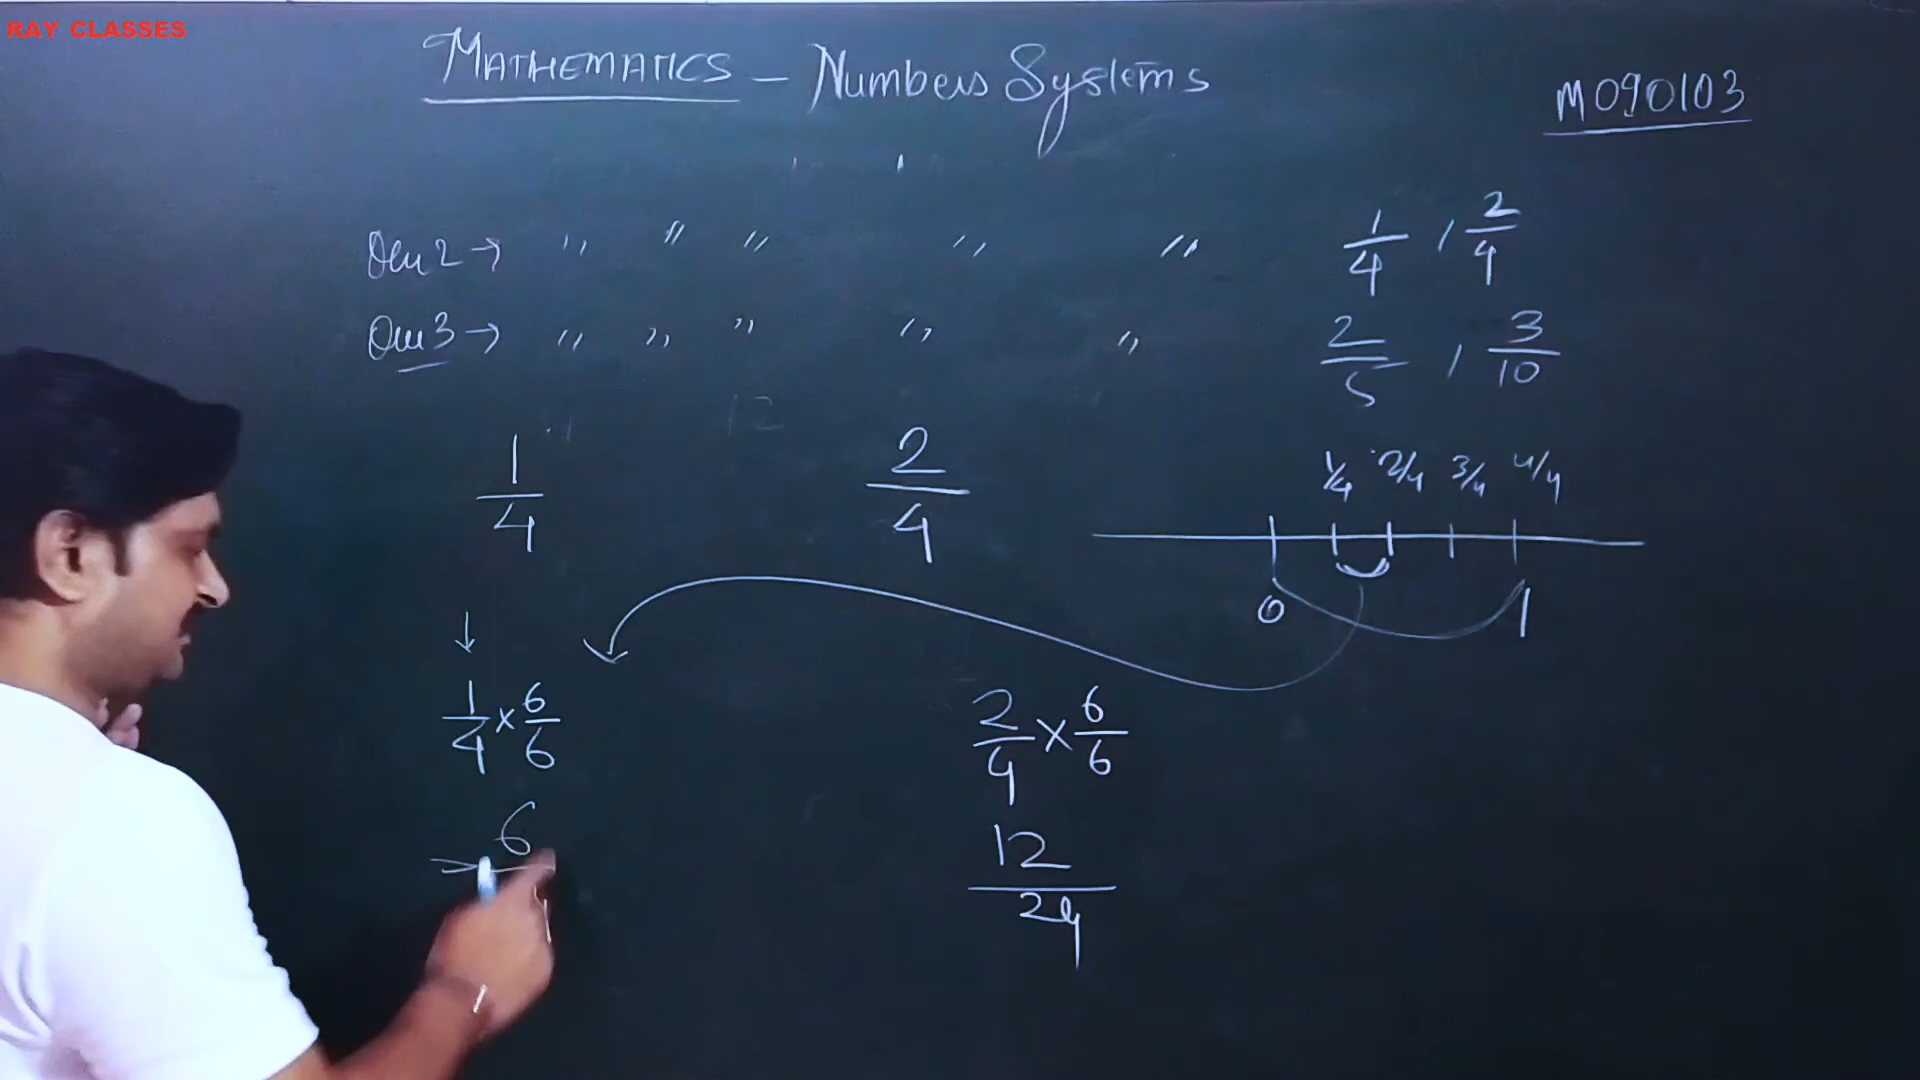 RAY CLASSES
MATHEMATICS - Numbers Systems
M090103
Que 2 → " " " " " 1/4 , 2/4
Que 3 → " " " " " 2/5 , 3/10
1/4 2/4
1/4 2/4 3/4 4/4
0 1
↓
1/4 × 6/6 2/4 × 6/6
6 12/24